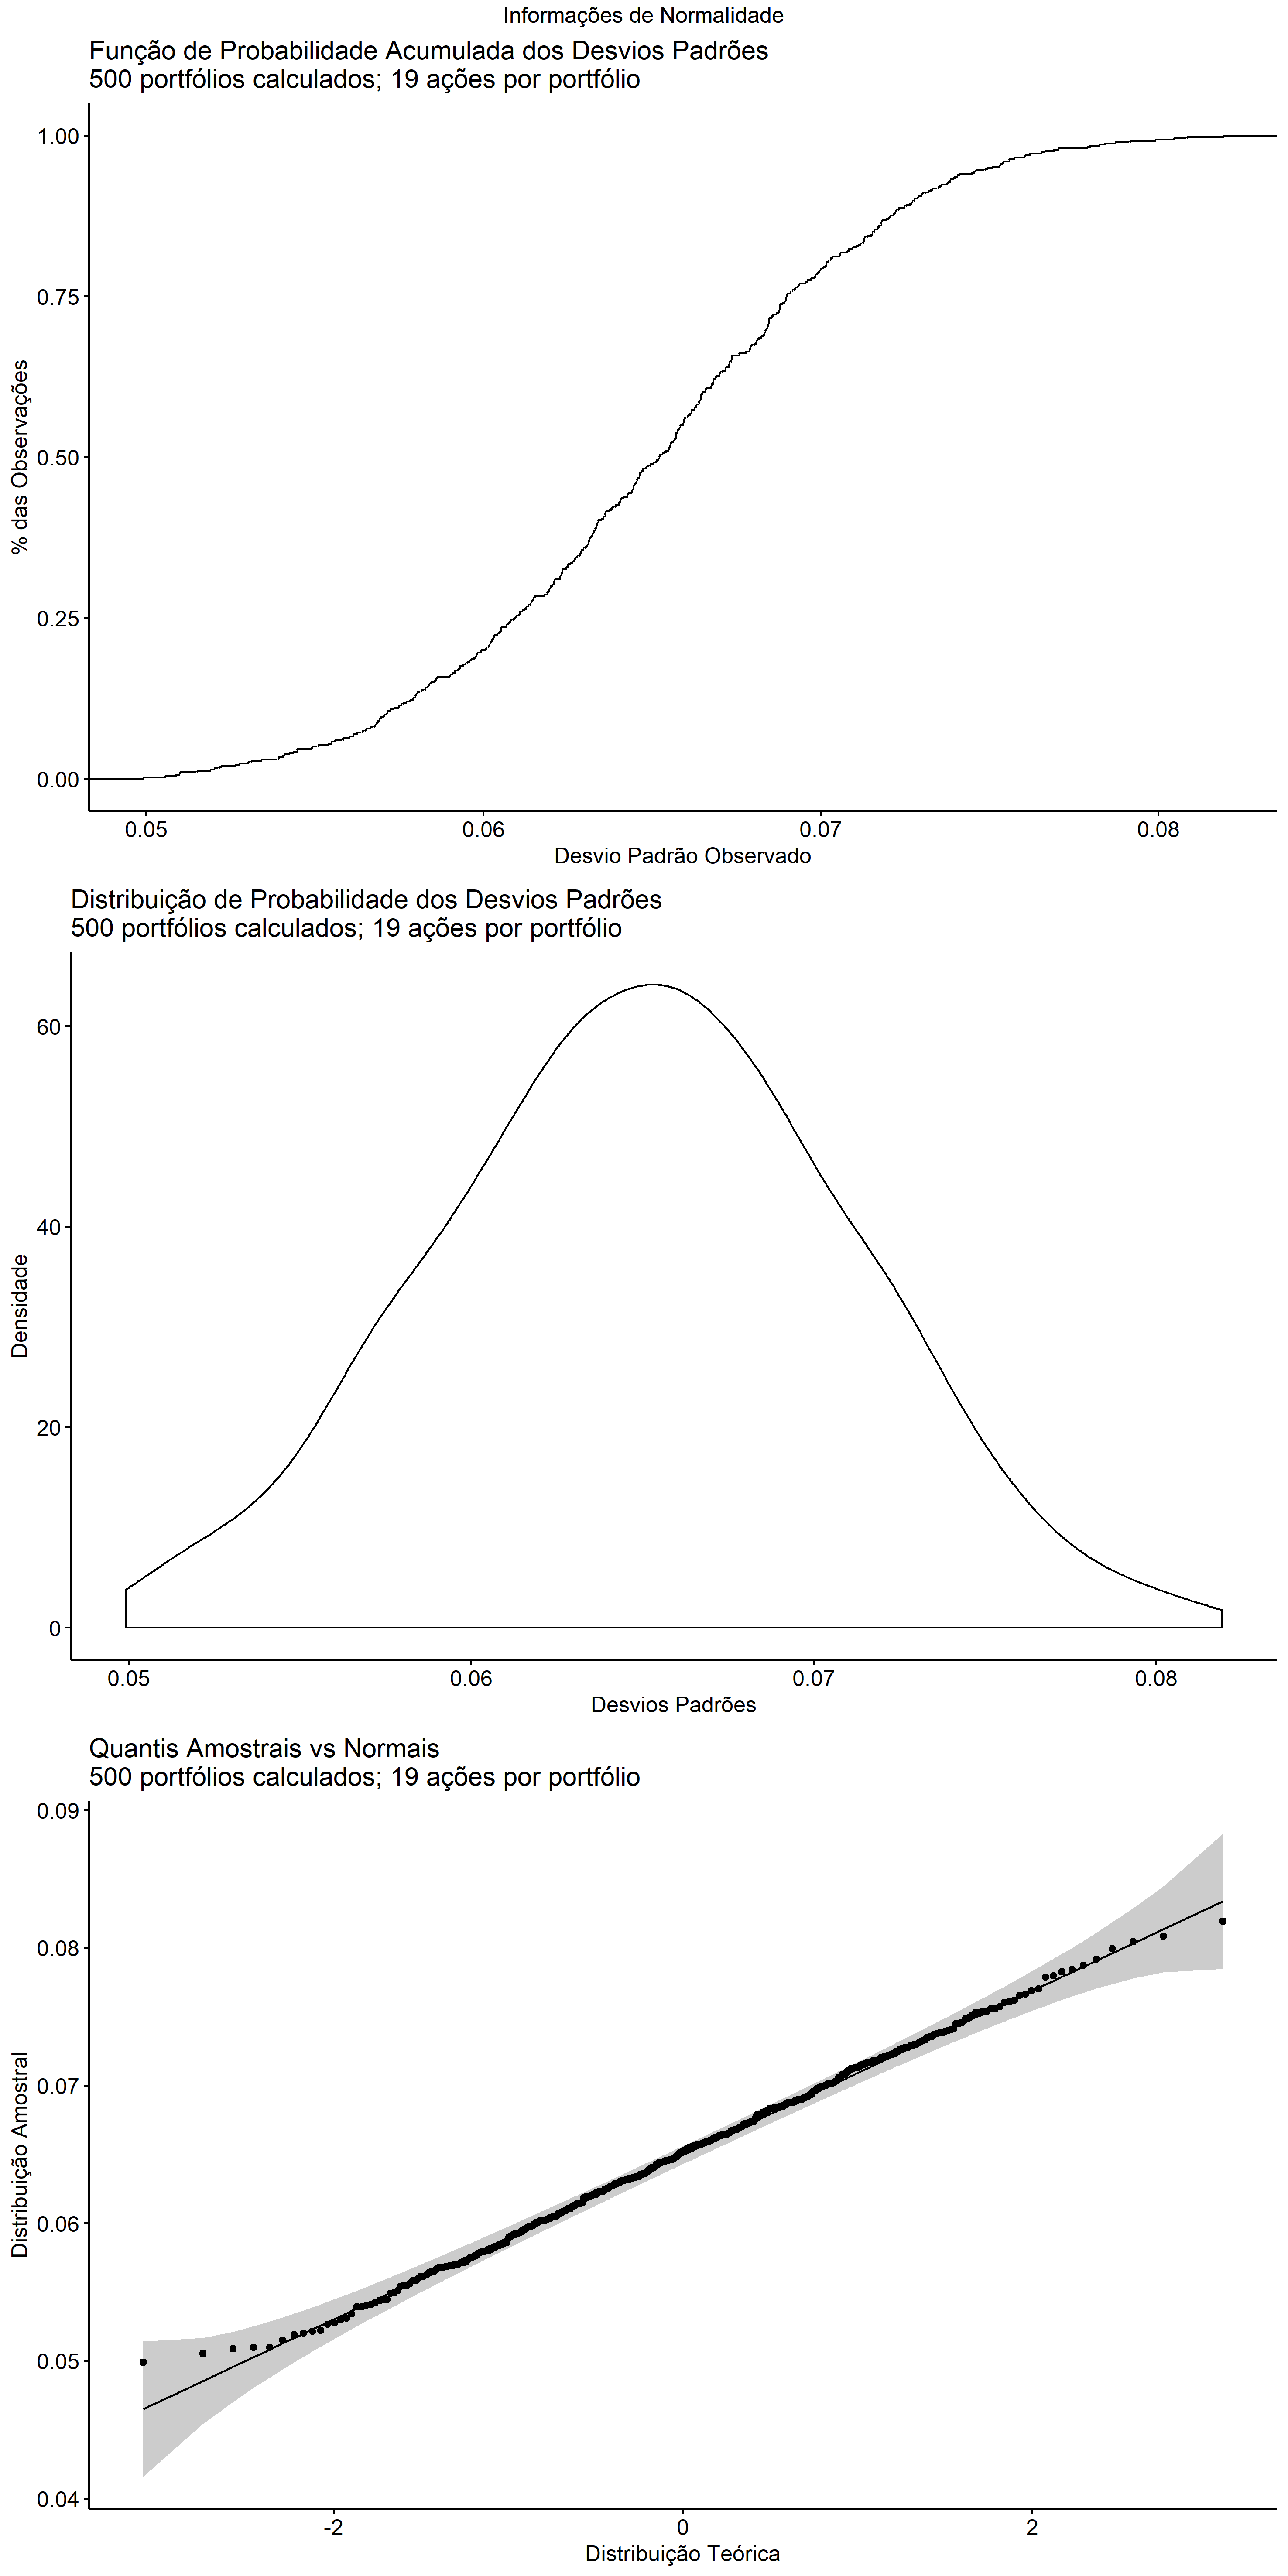 Informações de Normalidade
Função de Probabilidade Acumulada dos Desvios Padrões
500 portfólios calculados; 19 ações por portfólio
1.00
0.75
0.50
0.25
0.00
% das Observações
0.05 0.06 0.07 0.08
Desvio Padrão Observado
Distribuição de Probabilidade dos Desvios Padrões
500 portfólios calculados; 19 ações por portfólio
60
40
20
0
Densidade
0.05 0.06 0.07 0.08
Desvios Padrões
Quantis Amostrais vs Normais
500 portfólios calculados; 19 ações por portfólio
0.09
0.08
0.07
0.06
0.05
0.04
Distribuição Amostral
-2 0 2
Distribuição Teórica